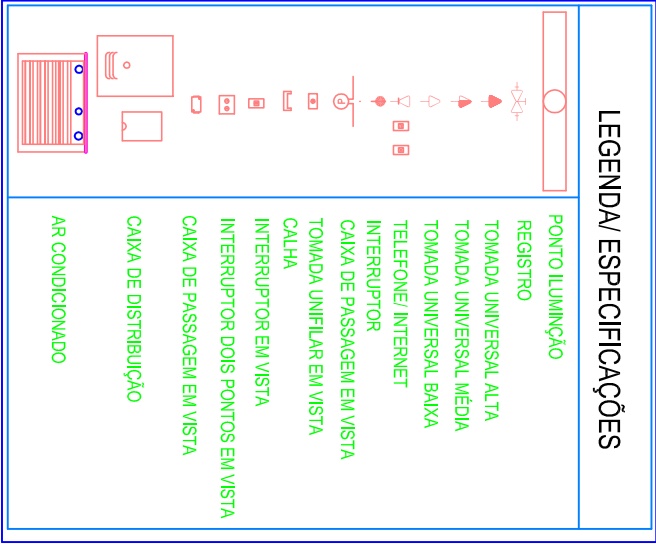 LEGENDA/ ESPECIFICAÇÕES
PONTO ILUMINÇÃO
REGISTRO
TOMADA UNIVERSAL ALTA
TOMADA UNIVERSAL MÉDIA
TOMADA UNIVERSAL BAIXA
TELEFONE/ INTERNET
INTERRUPTOR
P
CAIXA DE PASSAGEM EM VISTA
TOMADA UNIFILAR EM VISTA
CALHA
INTERRUPTOR EM VISTA
INTERRUPTOR DOIS PONTOS EM VISTA
CAIXA DE PASSAGEM EM VISTA
CAIXA DE DISTRIBUIÇÃO
AR CONDICIONADO